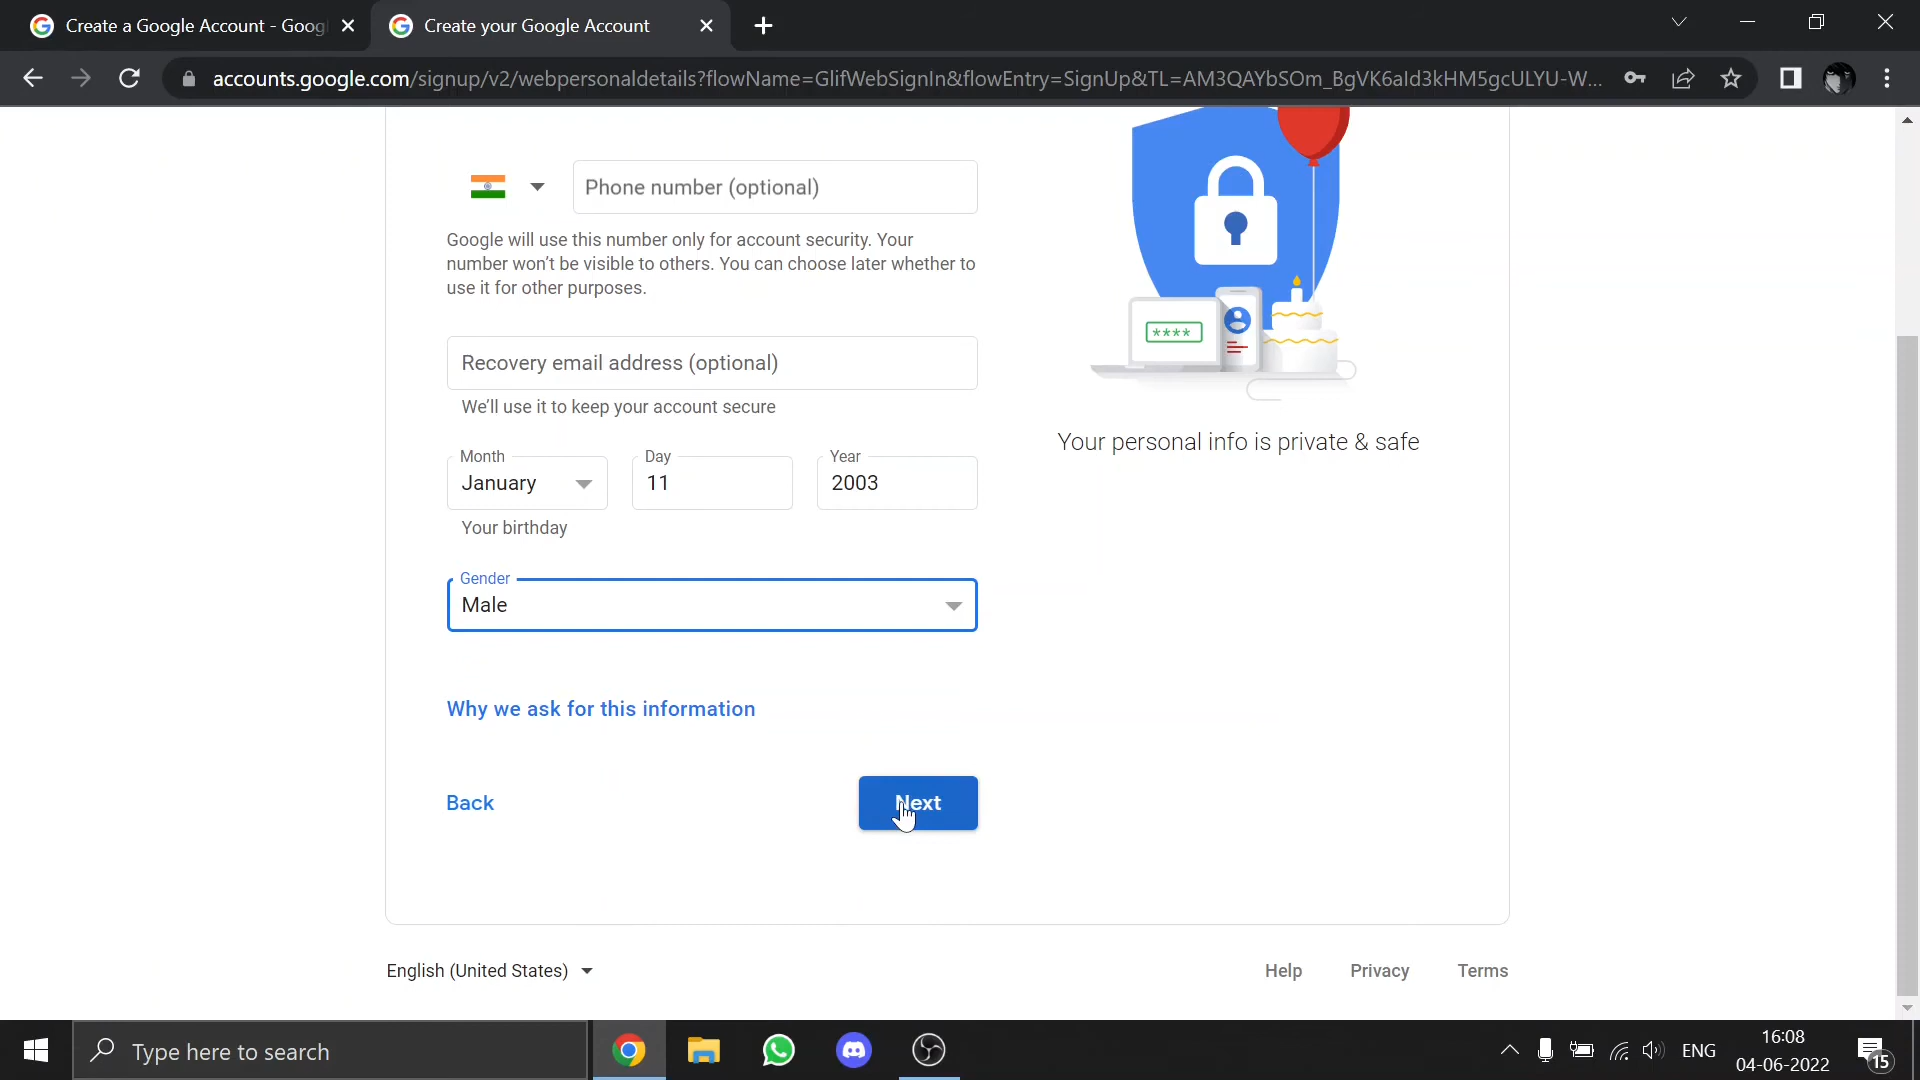 Create a Google Account - Goog
Create your Google Account
accounts.google.com/signup/v2/webpersonaldetails?flowName=GlifWebSignIn&flowEntry=SignUp&TL=AM3QAYbSOm_BgVK6ald3kHM5gcULYU-W...
Phone number (optional)
Google will use this number only for account security. Your
number won't be visible to others. You can choose later whether to
use it for other purposes.
****
Recovery email address (optional)
We'll use it to keep your account secure
Your personal info is private & safe
Month
Day
Year
January
11
2003
Your birthday
Gender
Male
Why we ask for this information
Back
Next
English (United States)
Help
Privacy
Terms
Type here to search
ENG
16:08
04-06-2022
15